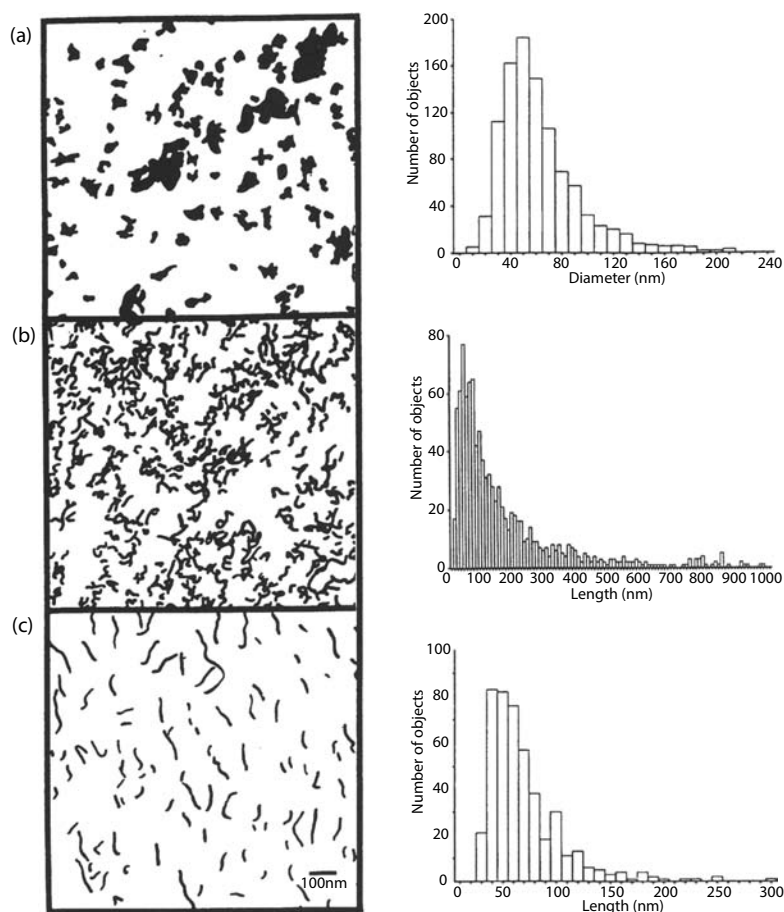 (a)
200
160
120
80
40
0
Number of objects
0 40 80 120 160 200 240
Diameter (nm)
(b)
80
60
40
20
0
Number of objects
0 100 200 300 400 500 600 700 800 900 1000
Length (nm)
(c)
100nm
100
80
60
40
20
0
Number of objects
0 50 100 150 200 250 300
Length (nm)